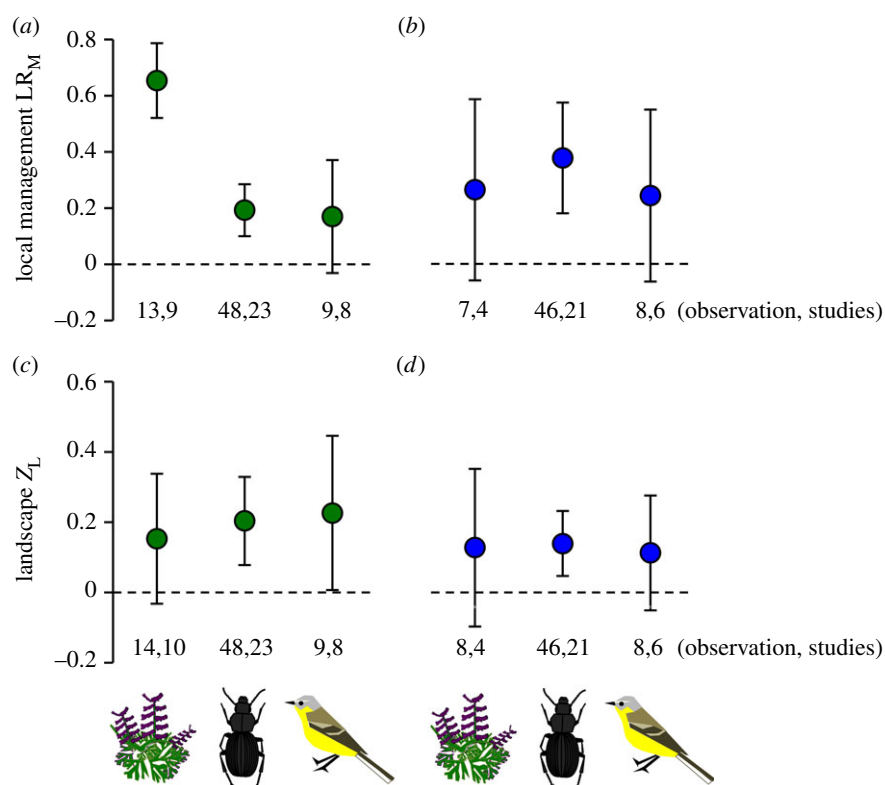 (a)
(b)
local management LR_M
0.8
0.6
0.4
0.2
0
–0.2
13,9 48,23 9,8
7,4 46,21 8,6 (observation, studies)
(c)
(d)
landscape Z_L
0.6
0.4
0.2
0
–0.2
14,10 48,23 9,8
8,4 46,21 8,6 (observation, studies)